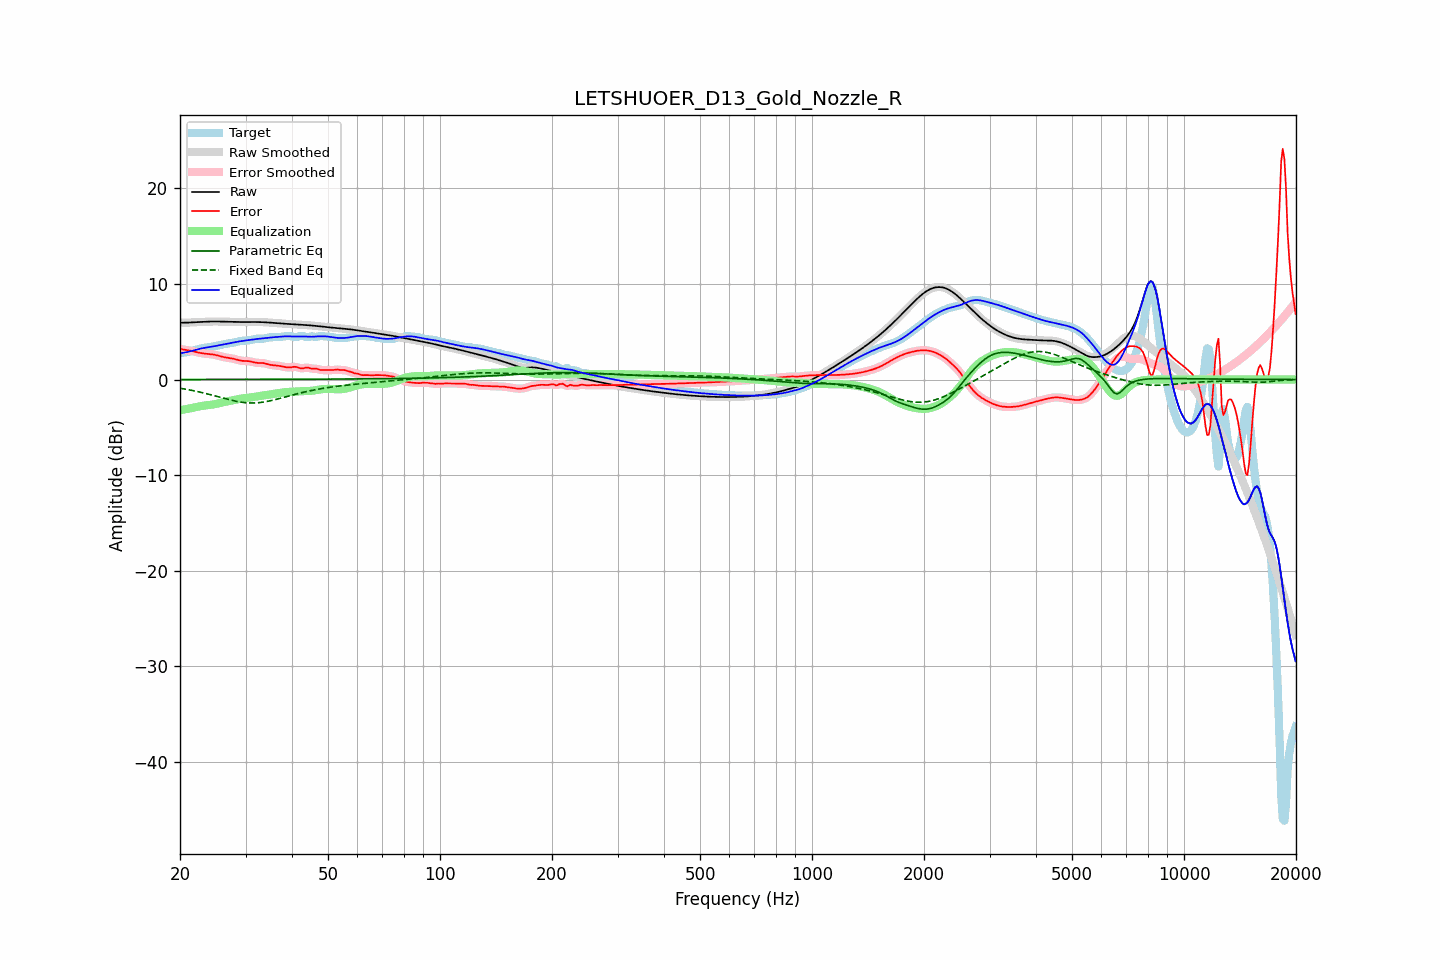 LETSHUOER_D13_Gold_Nozzle_R
Target
Raw Smoothed
Error Smoothed
Raw
Error
Equalization
Parametric Eq
Fixed Band Eq
Equalized
20
10
0
−10
−20
−30
−40
Amplitude (dBr)
20 50 100 200 500 1000 2000 5000 10000 20000
Frequency (Hz)